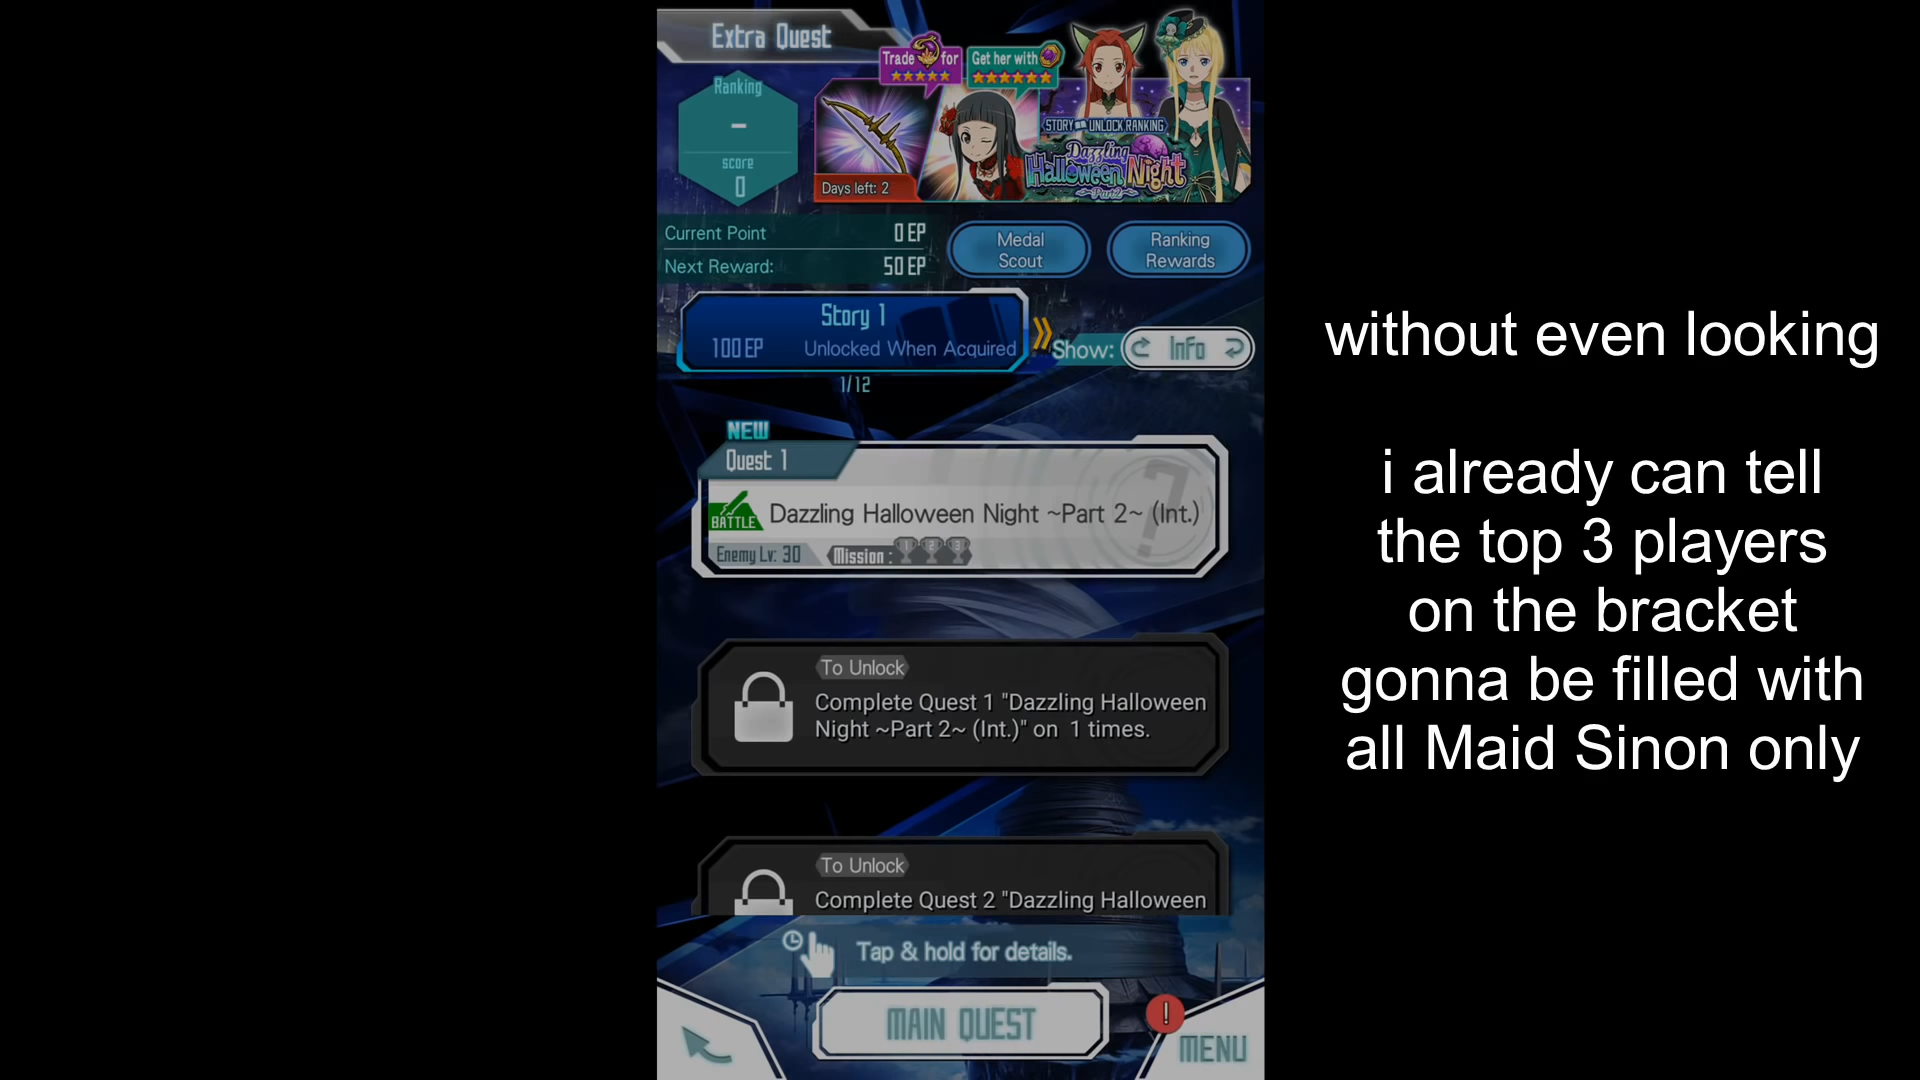 Extra Quest
Ranking
-
score
0
Trade for
Get her with
STORY UNLOCK RANKING
Dazzling
Halloween Night
~Part2~
Days left: 2
Current Point 0 EP
Next Reward: 50 EP
Medal
Scout
Ranking
Rewards
Story 1
100 EP Unlocked When Acquired
Show: Info
1/12
NEW
Quest 1
BATTLE Dazzling Halloween Night ~Part 2~ (Int.)
Enemy Lv: 30 Mission : 1 2 3
To Unlock
Complete Quest 1 "Dazzling Halloween
Night ~Part 2~ (Int.)" on 1 times.
To Unlock
Complete Quest 2 "Dazzling Halloween
Tap & hold for details.
MAIN QUEST
!
MENU
without even looking
i already can tell
the top 3 players
on the bracket
gonna be filled with
all Maid Sinon only